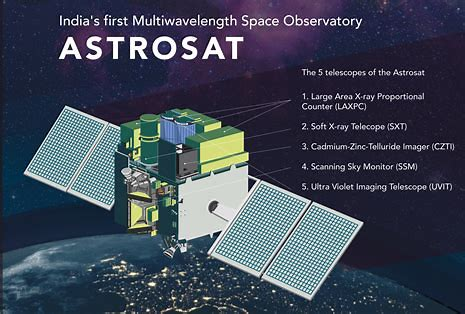 India's first Multiwavelength Space Observatory
ASTROSAT
The 5 telescopes of the Astrosat
1. Large Area X-ray Proportional
Counter (LAXPC)
2. Soft X-ray Telecope (SXT)
3. Cadmium-Zinc-Telluride Imager (CZTI)
4. Scanning Sky Monitor (SSM)
5. Ultra Violet Imaging Telescope (UVIT)